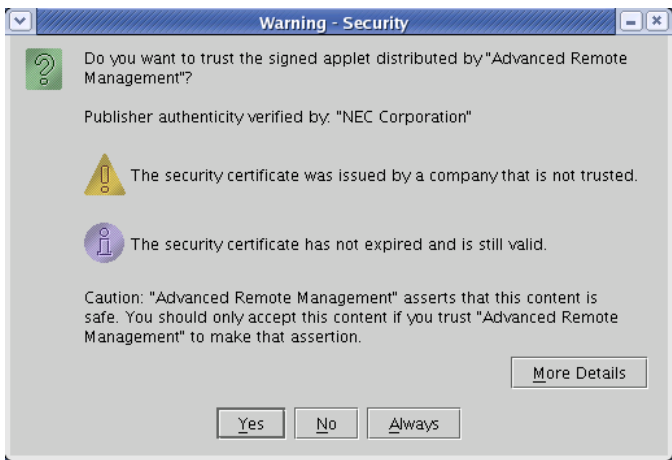 Warning - Security
Do you want to trust the signed applet distributed by "Advanced Remote
Management"?
Publisher authenticity verified by: "NEC Corporation"
The security certificate was issued by a company that is not trusted.
The security certificate has not expired and is still valid.
Caution: "Advanced Remote Management" asserts that this content is
safe. You should only accept this content if you trust "Advanced Remote
Management" to make that assertion.
More Details
Yes No Always